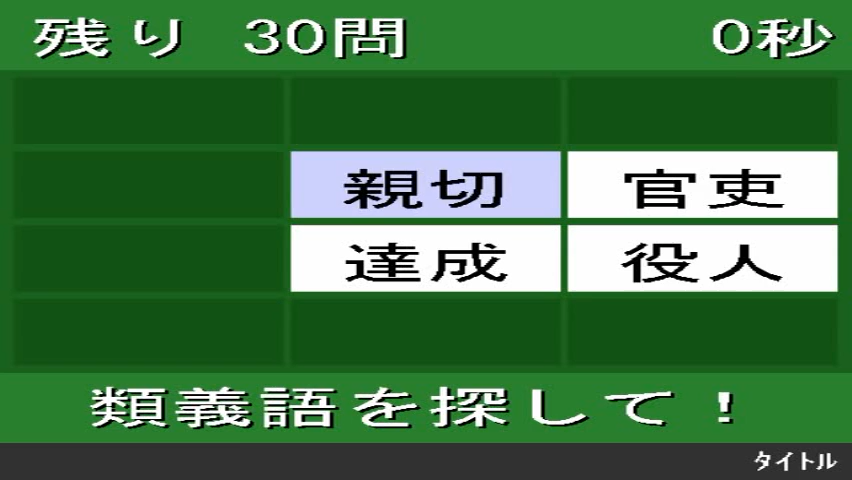 残り 30問 0秒
親切 官吏
達成 役人
類義語を探して！
タイトル